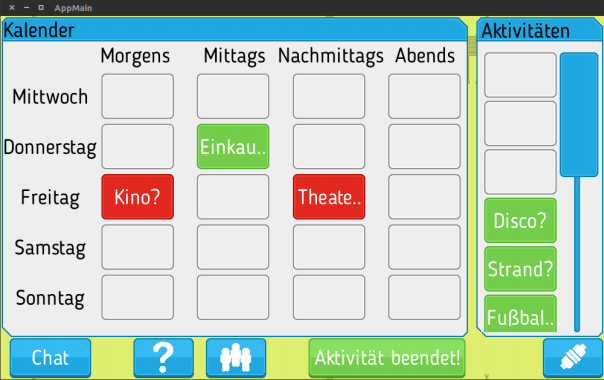 AppMain
Kalender
Aktivitäten
Morgens Mittags Nachmittags Abends
Mittwoch
Donnerstag Einkau..
Freitag Kino? Theate..
Samstag
Sonntag
Disco?
Strand?
Fußbal..
Chat ? Aktivität beendet!